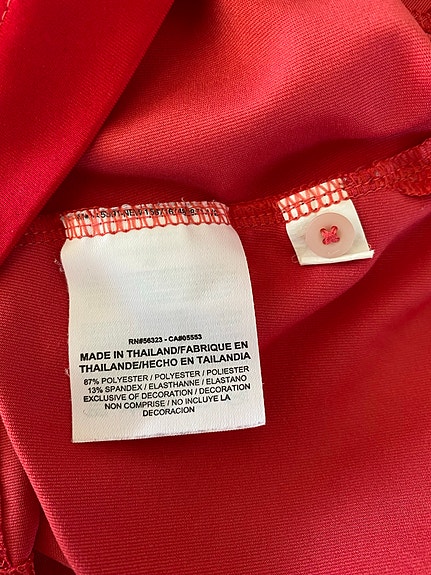 RN#56323 - CA#05553
MADE IN THAILAND/FABRIQUE EN
THAILANDE/HECHO EN TAILANDIA
87% POLYESTER / POLYESTER / POLIESTER
13% SPANDEX / ELASTHANNE / ELASTANO
EXCLUSIVE OF DECORATION / DECORATION
NON COMPRISE / NO INCLUYE LA
DECORACION